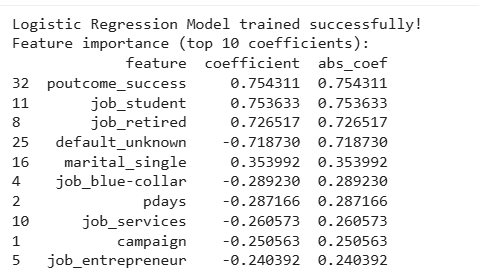 Logistic Regression Model trained successfully!
Feature importance (top 10 coefficients):
feature coefficient abs_coef
32 poutcome_success 0.754311 0.754311
11 job_student 0.753633 0.753633
8 job_retired 0.726517 0.726517
25 default_unknown -0.718730 0.718730
16 marital_single 0.353992 0.353992
4 job_blue-collar -0.289230 0.289230
2 pdays -0.287166 0.287166
10 job_services -0.260573 0.260573
1 campaign -0.250563 0.250563
5 job_entrepreneur -0.240392 0.240392